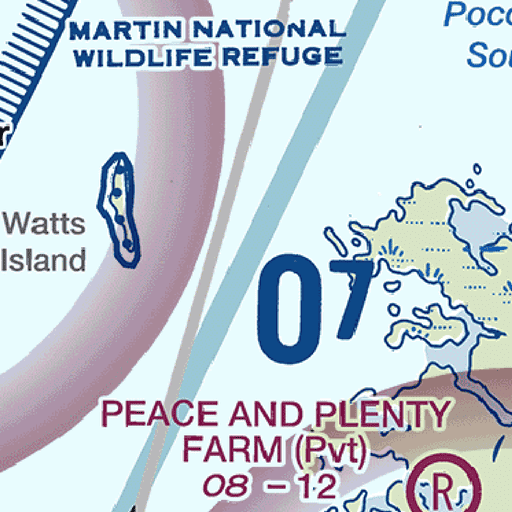 MARTIN NATIONAL
WILDLIFE REFUGE
Poco
Sou
r
Watts
Island
07
PEACE AND PLENTY
FARM (Pvt)
08 – 12
R